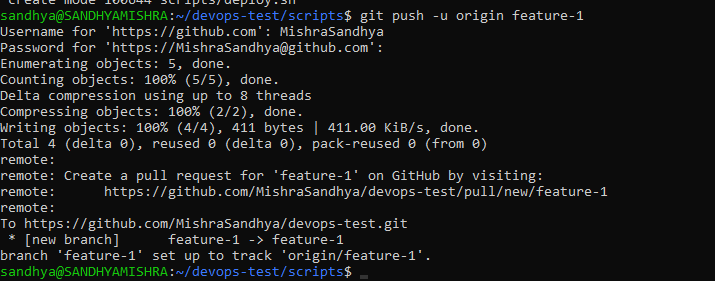 create mode 100644 scripts/deploy.sh
sandhya@SANDHYAMISHRA:~/devops-test/scripts$ git push -u origin feature-1
Username for 'https://github.com': MishraSandhya
Password for 'https://MishraSandhya@github.com':
Enumerating objects: 5, done.
Counting objects: 100% (5/5), done.
Delta compression using up to 8 threads
Compressing objects: 100% (2/2), done.
Writing objects: 100% (4/4), 411 bytes | 411.00 KiB/s, done.
Total 4 (delta 0), reused 0 (delta 0), pack-reused 0 (from 0)
remote:
remote: Create a pull request for 'feature-1' on GitHub by visiting:
remote:      https://github.com/MishraSandhya/devops-test/pull/new/feature-1
remote:
To https://github.com/MishraSandhya/devops-test.git
 * [new branch]      feature-1 -> feature-1
branch 'feature-1' set up to track 'origin/feature-1'.
sandhya@SANDHYAMISHRA:~/devops-test/scripts$